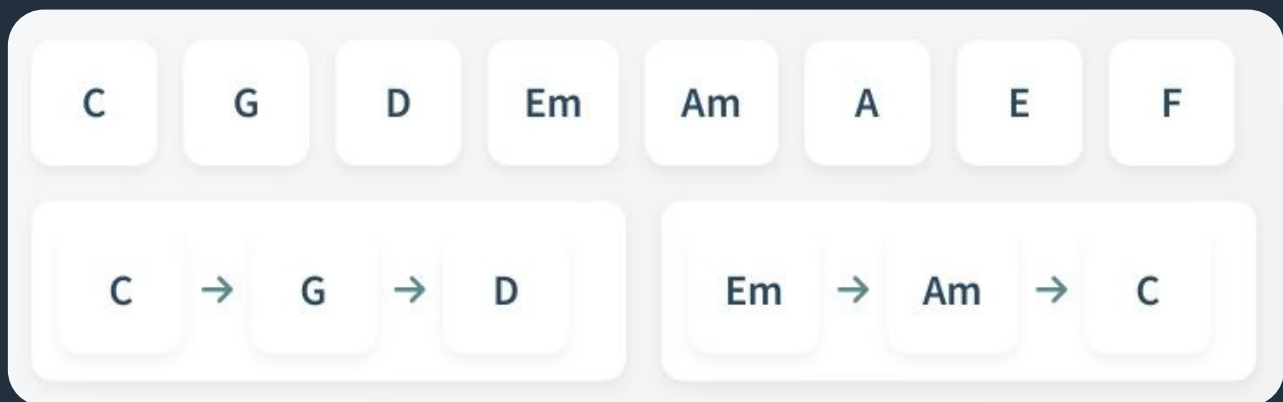 C G D Em Am A E F
C → G → D
Em → Am → C